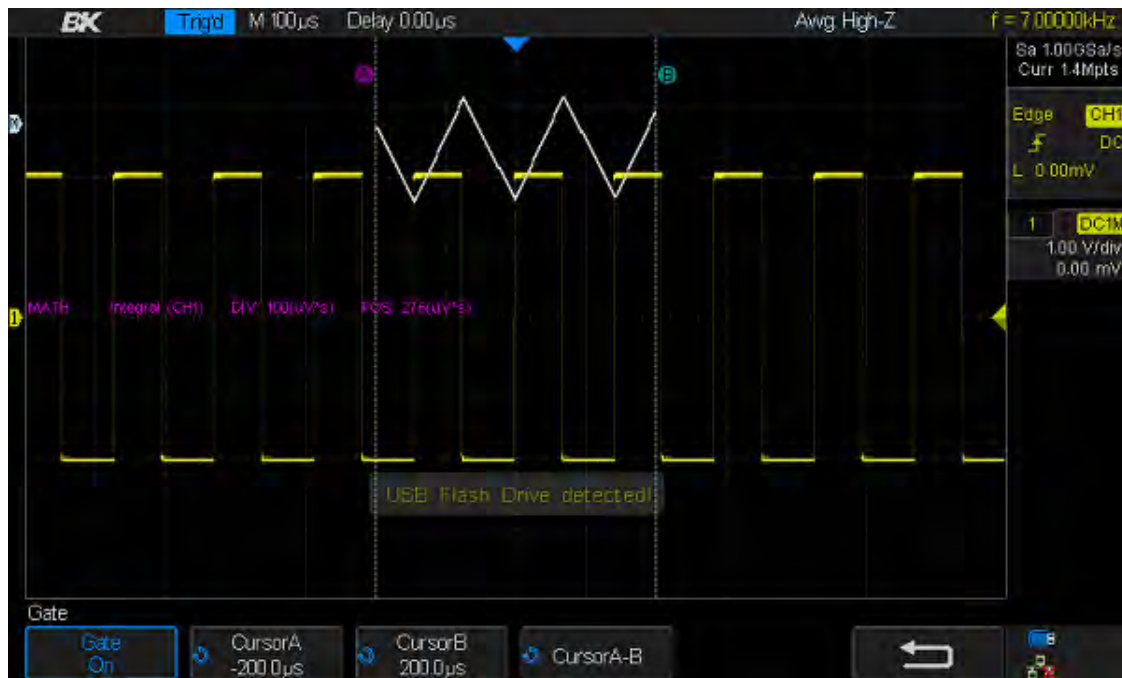 BK Trig'd M 100µs Delay 0.00µs Awg High-Z f = 7.00000kHz
Sa 1.00GSa/s
Curr 1.4Mpts
A B
Edge CH1
M
DC
L 0.00mV
1 DC1M
1.00 V/div
0.00 mV
MATH Integral (CH1) DIV: 100(uV*s) POS: 276(uV*s)
1
USB Flash Drive detected!
Gate
Gate On
CursorA -200.0µs
CursorB 200.0µs
CursorA-B